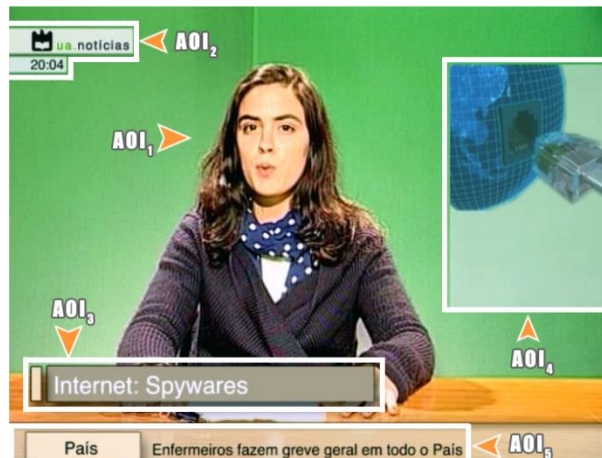 ua.notícias
AOI2
20:04
AOI1
AOI3
AOI4
Internet: Spywares
País
Enfermeiros fazem greve geral em todo o País
AOI5